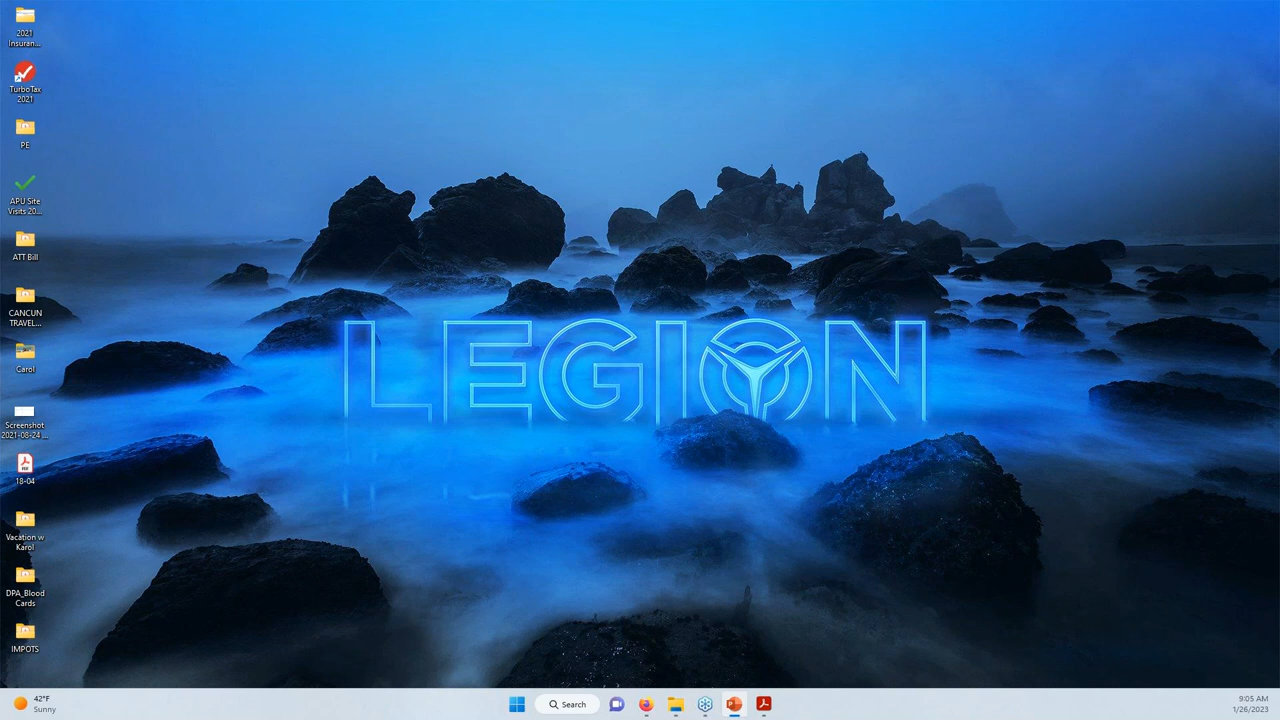 2021
Insuran...
TurboTax
2021
PE
APU Site
Visits 20...
ATT Bill
CANCUN
TRAVEL...
Carol
Screenshot
2021-08-24 ...
18-04
Vacation w
Karol
DPA_Blood
Cards
IMPOTS
LEGION
42°F
Sunny
Search
9:05 AM
1/26/2023